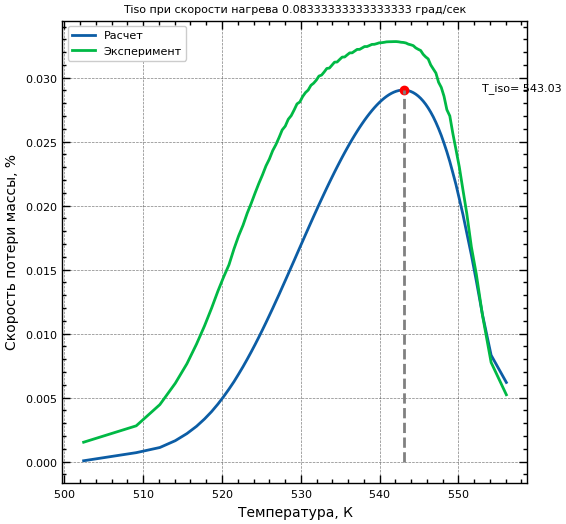 Tiso при скорости нагрева 0.08333333333333333 град/сек
Расчет
Эксперимент
T_iso= 543.03
0.030
0.025
0.020
0.015
0.010
0.005
0.000
Скорость потери массы, %
500 510 520 530 540 550
Температура, К